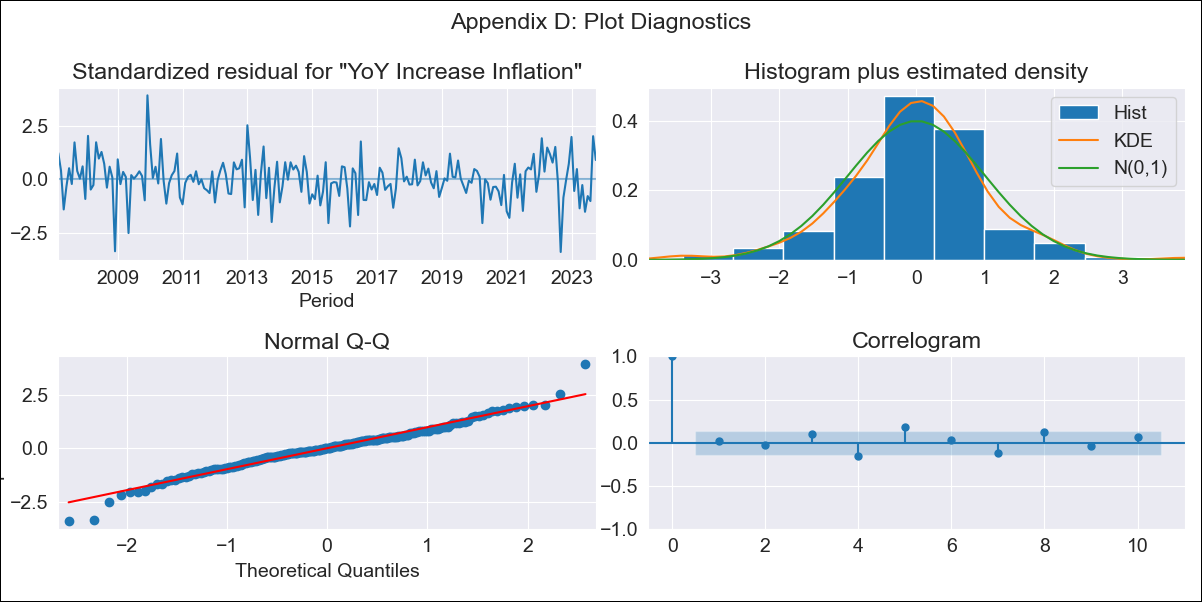 Appendix D: Plot Diagnostics
Standardized residual for "YoY Increase Inflation"
2.5
0.0
−2.5
2009 2011 2013 2015 2017 2019 2021 2023
Period
Histogram plus estimated density
Hist
KDE
N(0,1)
0.4
0.2
0.0
−3 −2 −1 0 1 2 3
Normal Q-Q
2.5
0.0
−2.5
−2 −1 0 1 2
Theoretical Quantiles
Correlogram
1.0
0.5
0.0
−0.5
−1.0
0 2 4 6 8 10